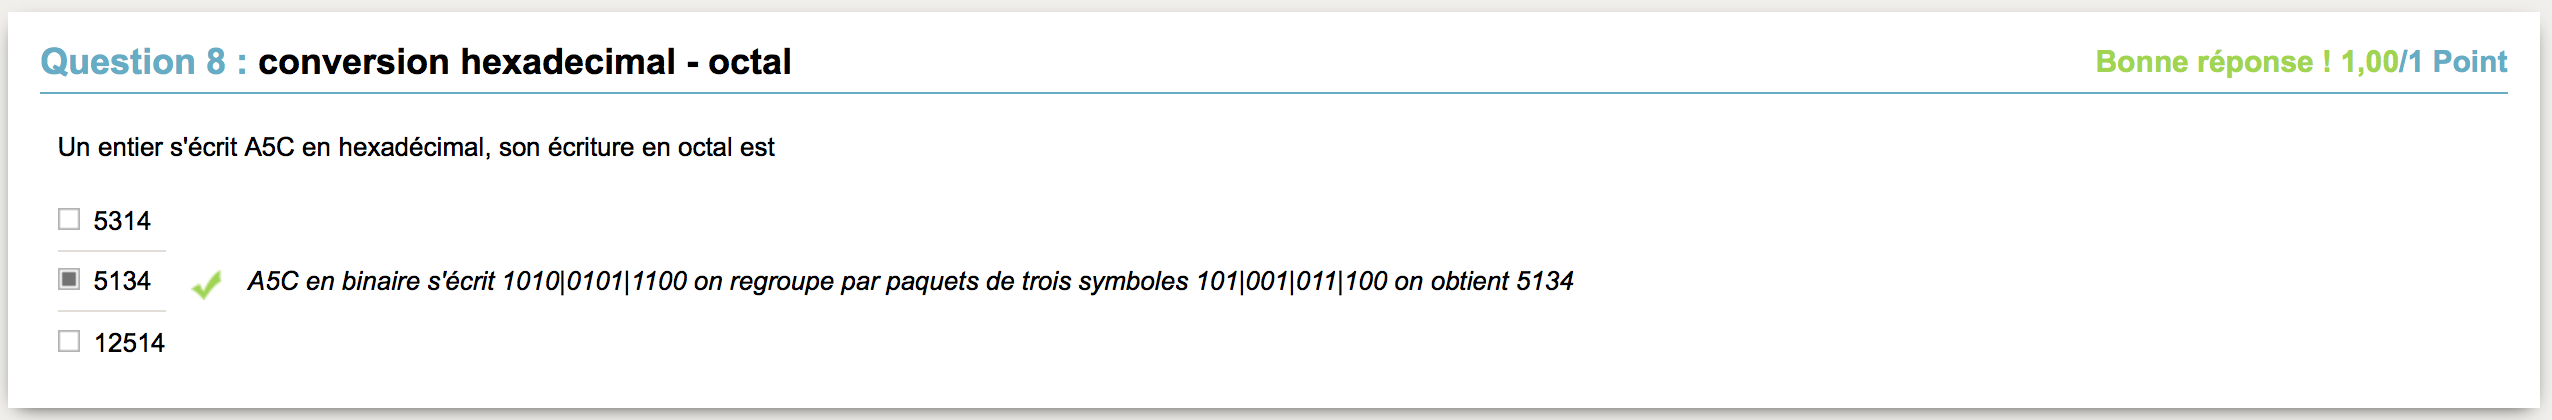 Question 8 : conversion hexadecimal - octal
Bonne réponse ! 1,00/1 Point
Un entier s'écrit A5C en hexadécimal, son écriture en octal est
5314
5134 A5C en binaire s'écrit 1010|0101|1100 on regroupe par paquets de trois symboles 101|001|011|100 on obtient 5134
12514